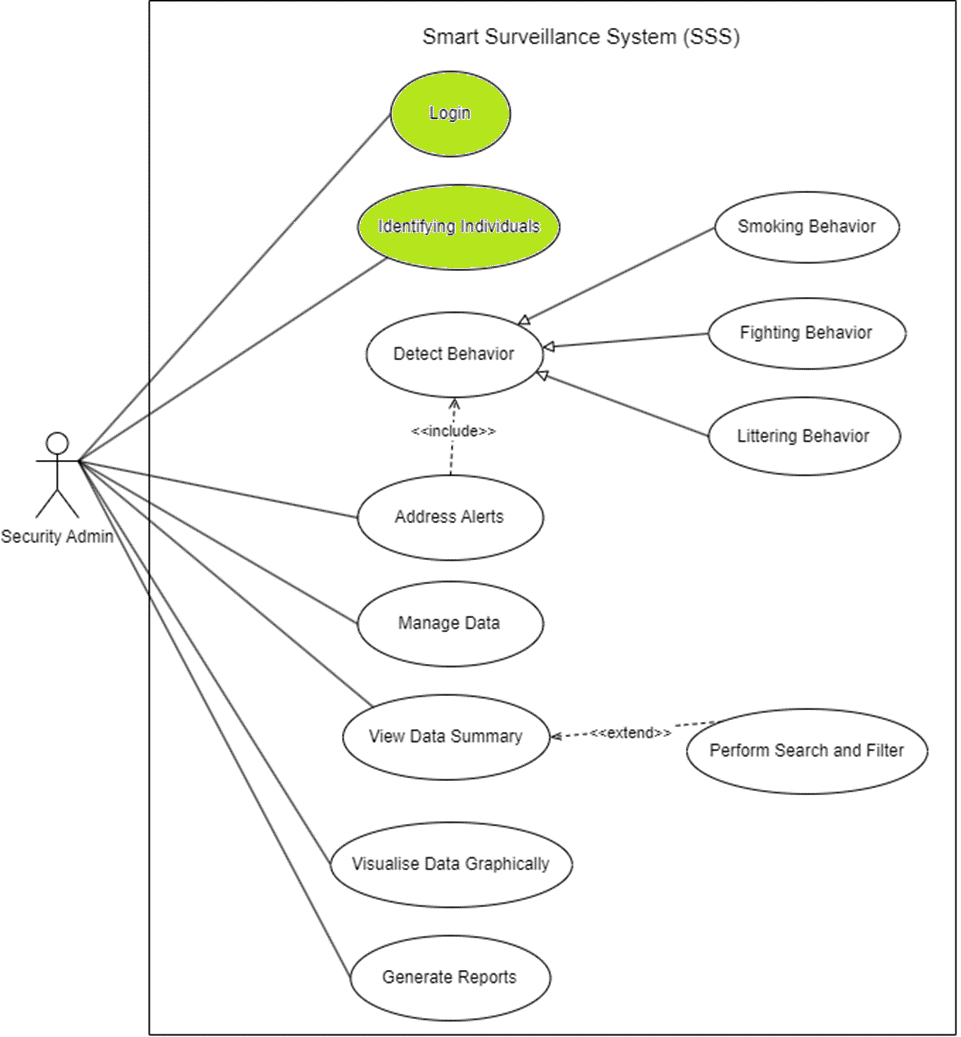 Smart Surveillance System (SSS)
Login
Identifying Individuals
Smoking Behavior
Detect Behavior
Fighting Behavior
<<include>>
Littering Behavior
Address Alerts
Security Admin
Manage Data
View Data Summary
<<extend>>
Perform Search and Filter
Visualise Data Graphically
Generate Reports